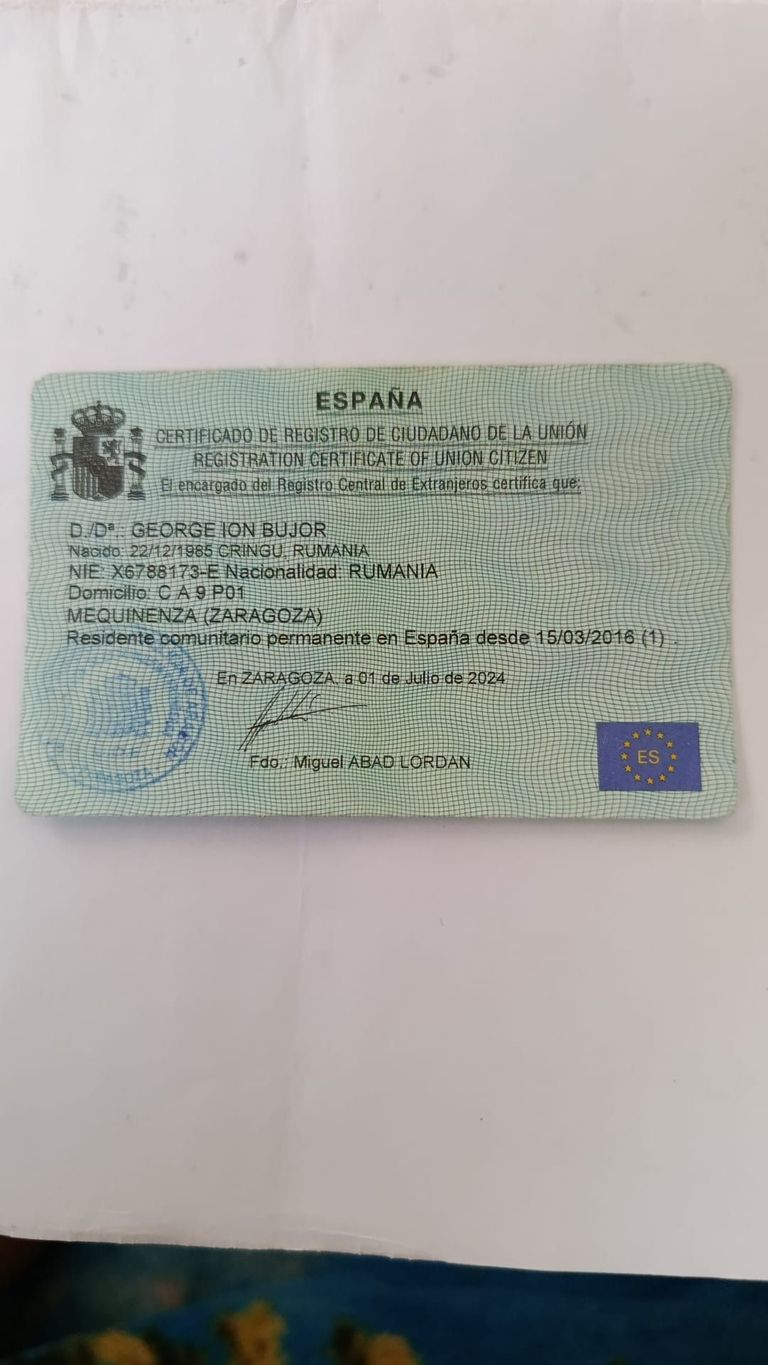 ESPAÑA
CERTIFICADO DE REGISTRO DE CIUDADANO DE LA UNIÓN
REGISTRATION CERTIFICATE OF UNION CITIZEN
El encargado del Registro Central de Extranjeros certifica que:
D./Dª.: GEORGE ION BUJOR
Nacido: 22/12/1985 CRINGU, RUMANIA
NIE: X6788173-E Nacionalidad: RUMANIA
Domicilio: C A 9 P01
MEQUINENZA (ZARAGOZA)
Residente comunitario permanente en España desde 15/03/2016 (1) .
En ZARAGOZA, a 01 de Julio de 2024
Fdo.: Miguel ABAD LORDAN
ES